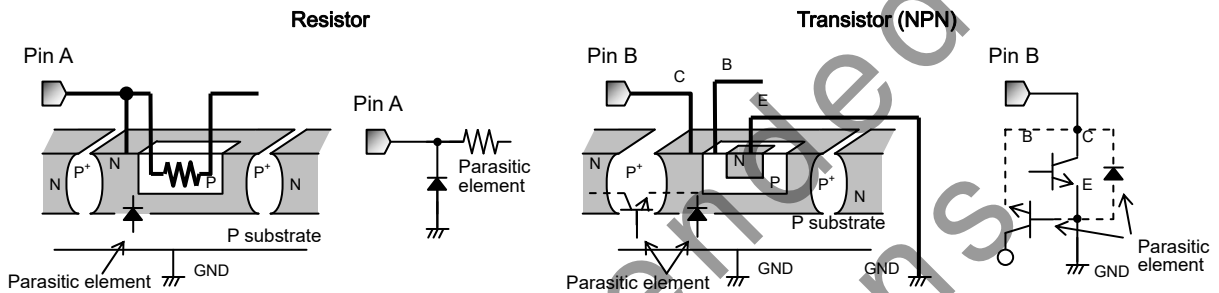 Resistor
Pin A
N
P⁺
N
P
P⁺
N
P substrate
Parasitic element
GND
Pin A
Parasitic
element
Transistor (NPN)
Pin B
C
B
E
N
P⁺
N
P
P⁺
N
P substrate
Parasitic element
GND
GND
Pin B
B
C
E
GND
Parasitic
element